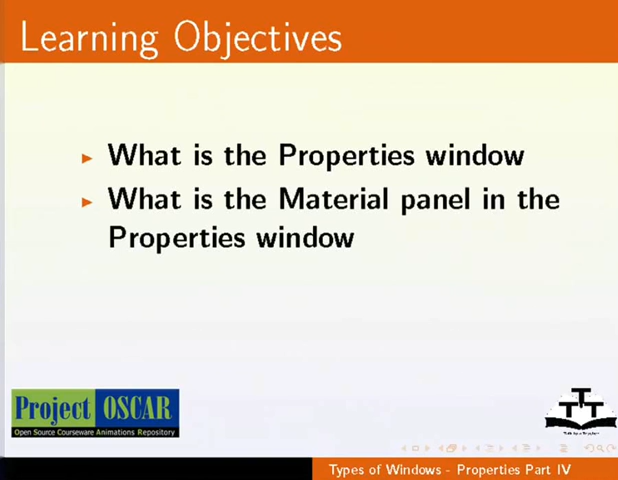 Learning Objectives
What is the Properties window
What is the Material panel in the
Properties window
Project OSCAR
Open Source Courseware Animations Repository
TTT
Types of Windows - Properties Part IV